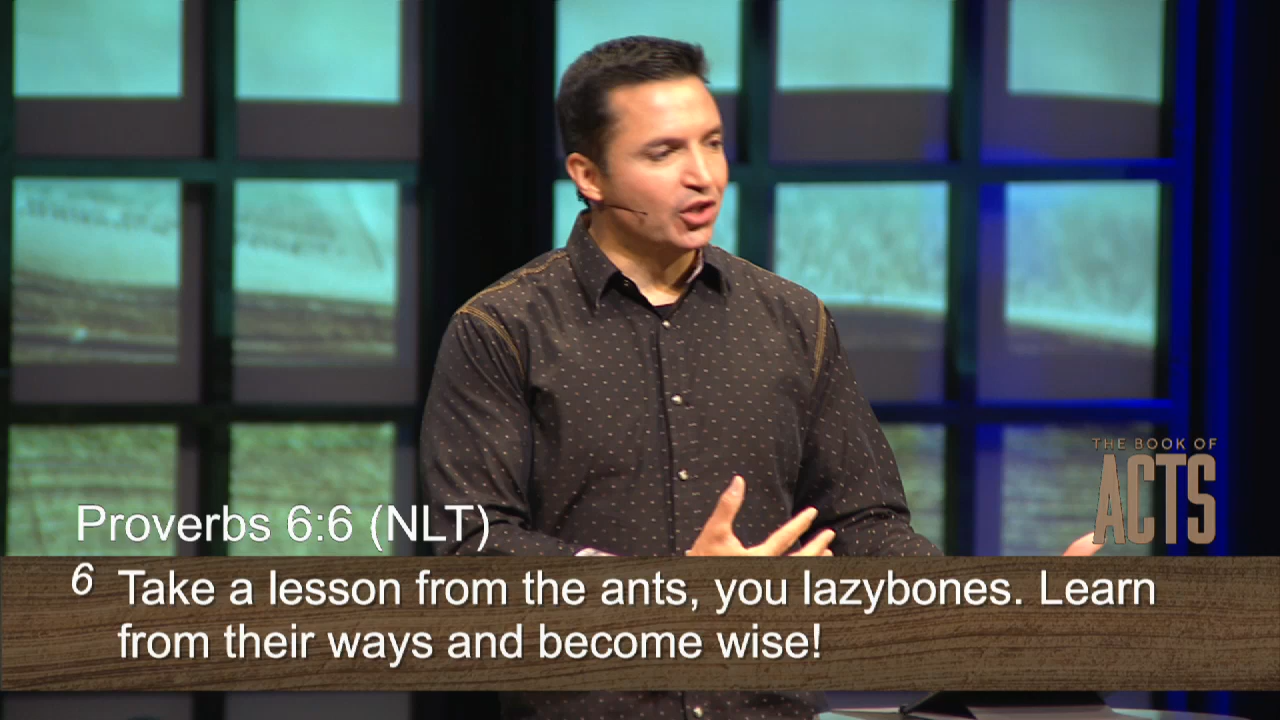 THE BOOK OF
ACTS
Proverbs 6:6 (NLT)
6 Take a lesson from the ants, you lazybones. Learn
from their ways and become wise!